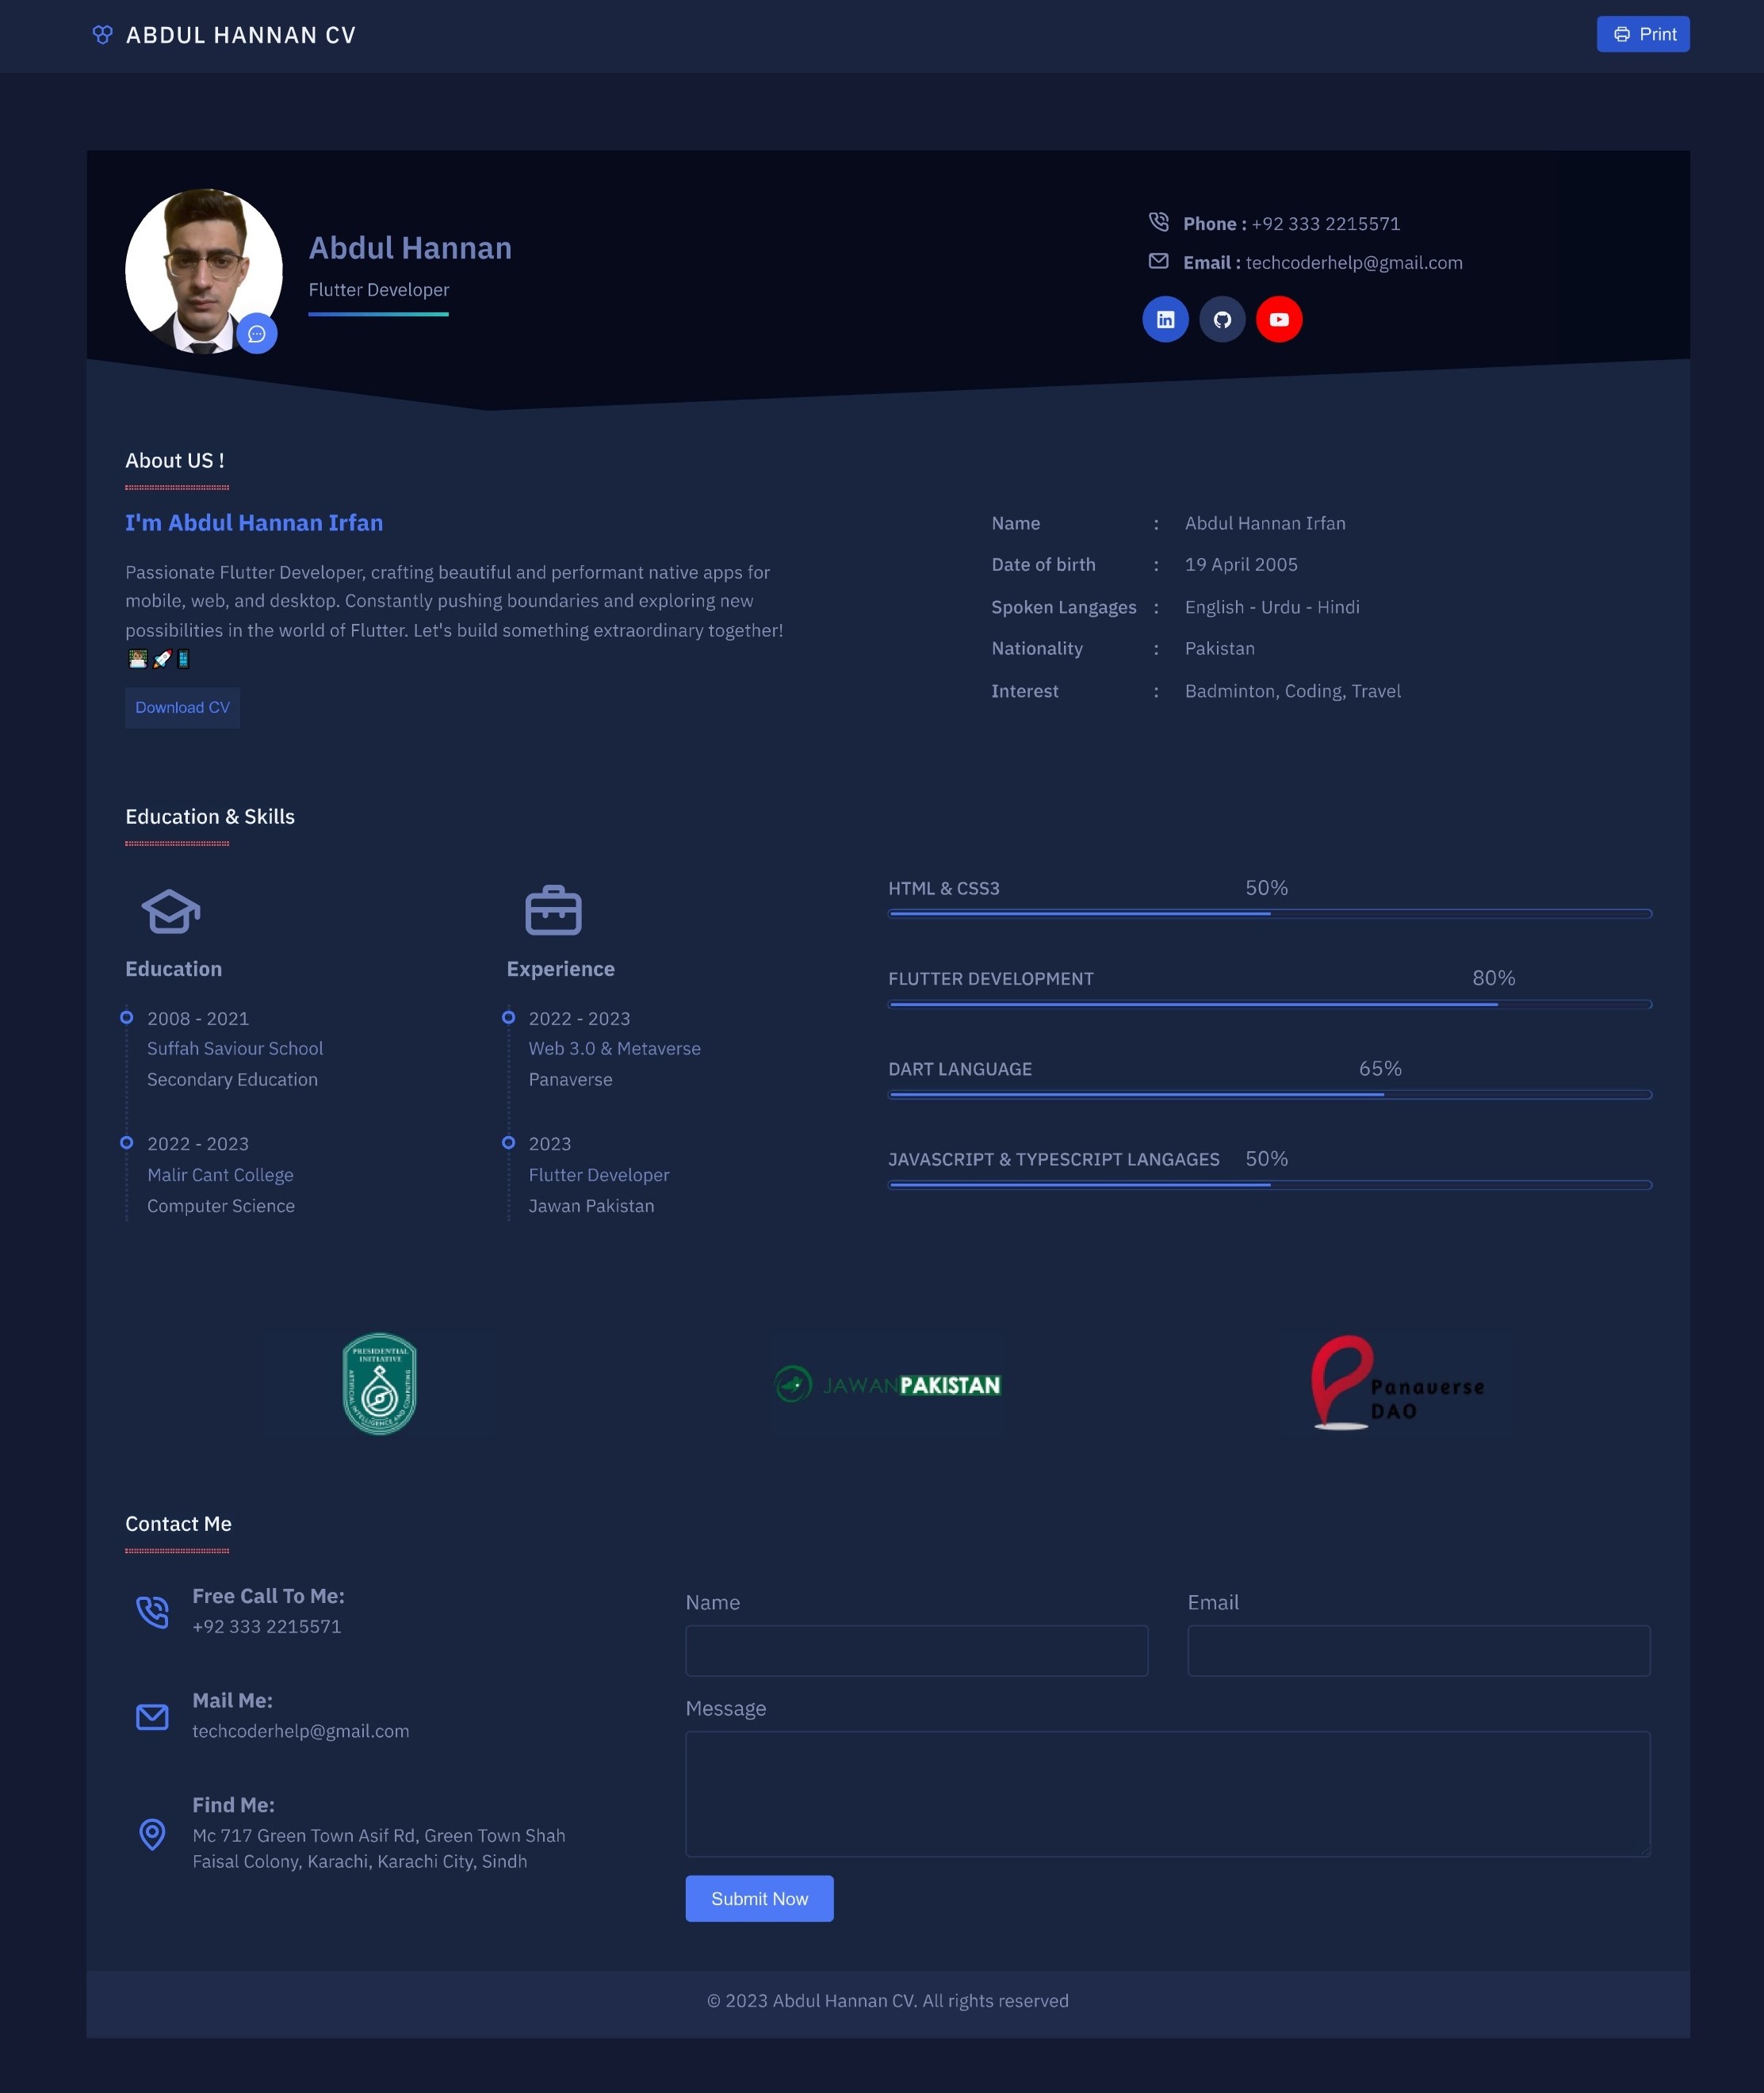 ABDUL HANNAN CV
Print
Abdul Hannan
Flutter Developer
Phone : +92 333 2215571
Email : techcoderhelp@gmail.com
in
About US !
I'm Abdul Hannan Irfan
Passionate Flutter Developer, crafting beautiful and performant native apps for
mobile, web, and desktop. Constantly pushing boundaries and exploring new
possibilities in the world of Flutter. Let's build something extraordinary together!
Download CV
Name : Abdul Hannan Irfan
Date of birth : 19 April 2005
Spoken Langages : English - Urdu - Hindi
Nationality : Pakistan
Interest : Badminton, Coding, Travel
Education & Skills
Education
2008 - 2021
Suffah Saviour School
Secondary Education
2022 - 2023
Malir Cant College
Computer Science
Experience
2022 - 2023
Web 3.0 & Metaverse
Panaverse
2023
Flutter Developer
Jawan Pakistan
HTML & CSS3 50%
FLUTTER DEVELOPMENT 80%
DART LANGUAGE 65%
JAVASCRIPT & TYPESCRIPT LANGAGES 50%
PRESIDENTIAL
INITIATIVE
ARTIFICIAL INTELLIGENCE AND COMPUTING
JAWAN PAKISTAN
Panaverse
DAO
Contact Me
Free Call To Me:
+92 333 2215571
Mail Me:
techcoderhelp@gmail.com
Find Me:
Mc 717 Green Town Asif Rd, Green Town Shah
Faisal Colony, Karachi, Karachi City, Sindh
Name
Email
Message
Submit Now
© 2023 Abdul Hannan CV. All rights reserved